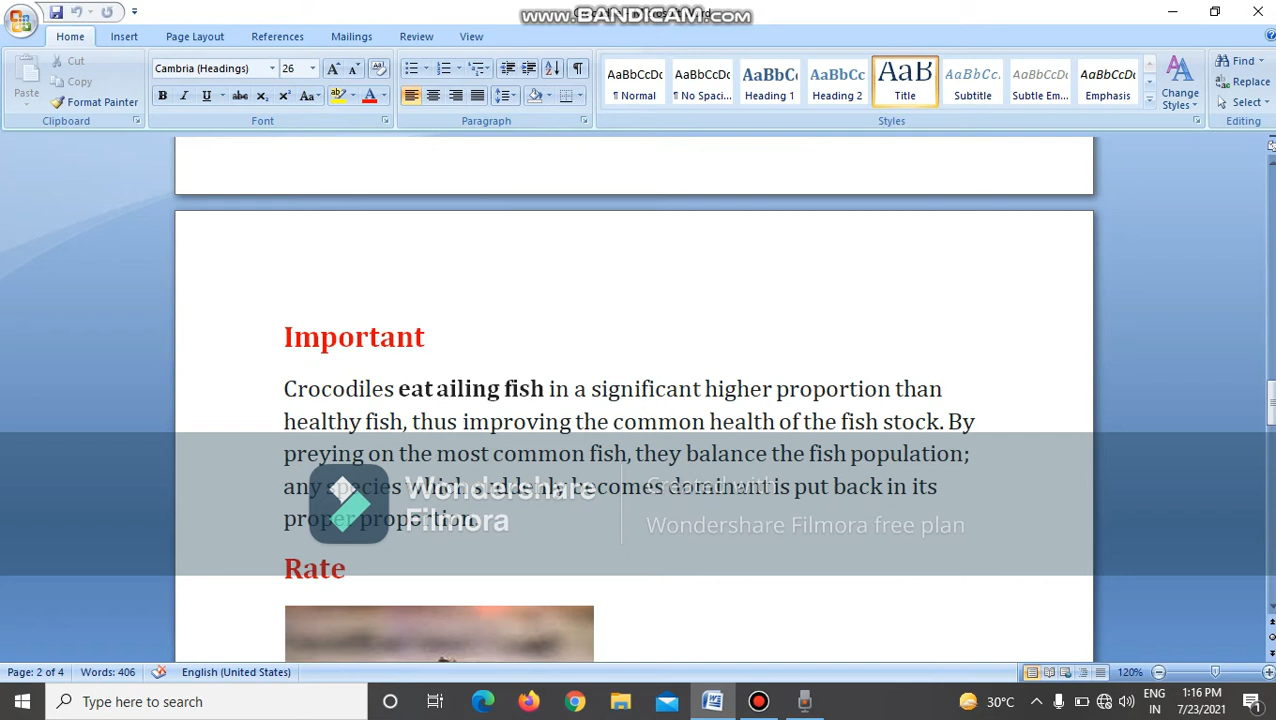 www.BANDICAM.com
Home Insert Page Layout References Mailings Review View
Paste Cut Copy Format Painter
Clipboard
Cambria (Headings) 26
Font
Paragraph
AaBbCcDc ¶ Normal
AaBbCcDc ¶ No Spaci...
AaBbCc Heading 1
AaBbCc Heading 2
AaB Title
AaBbCc. Subtitle
AaBbCcDc Subtle Em...
AaBbCcDc Emphasis
Change Styles
Styles
Find
Replace
Select
Editing
Important
Crocodiles eat ailing fish in a significant higher proportion than
healthy fish, thus improving the common health of the fish stock. By
preying on the most common fish, they balance the fish population;
any species which suddenly becomes dominant is put back in its
proper proportion.
Wondershare
Filmora
Created with
Wondershare Filmora free plan
Rate
Page: 2 of 4 Words: 406 English (United States) 120%
Type here to search
30°C
ENG
IN
1:16 PM
7/23/2021
1